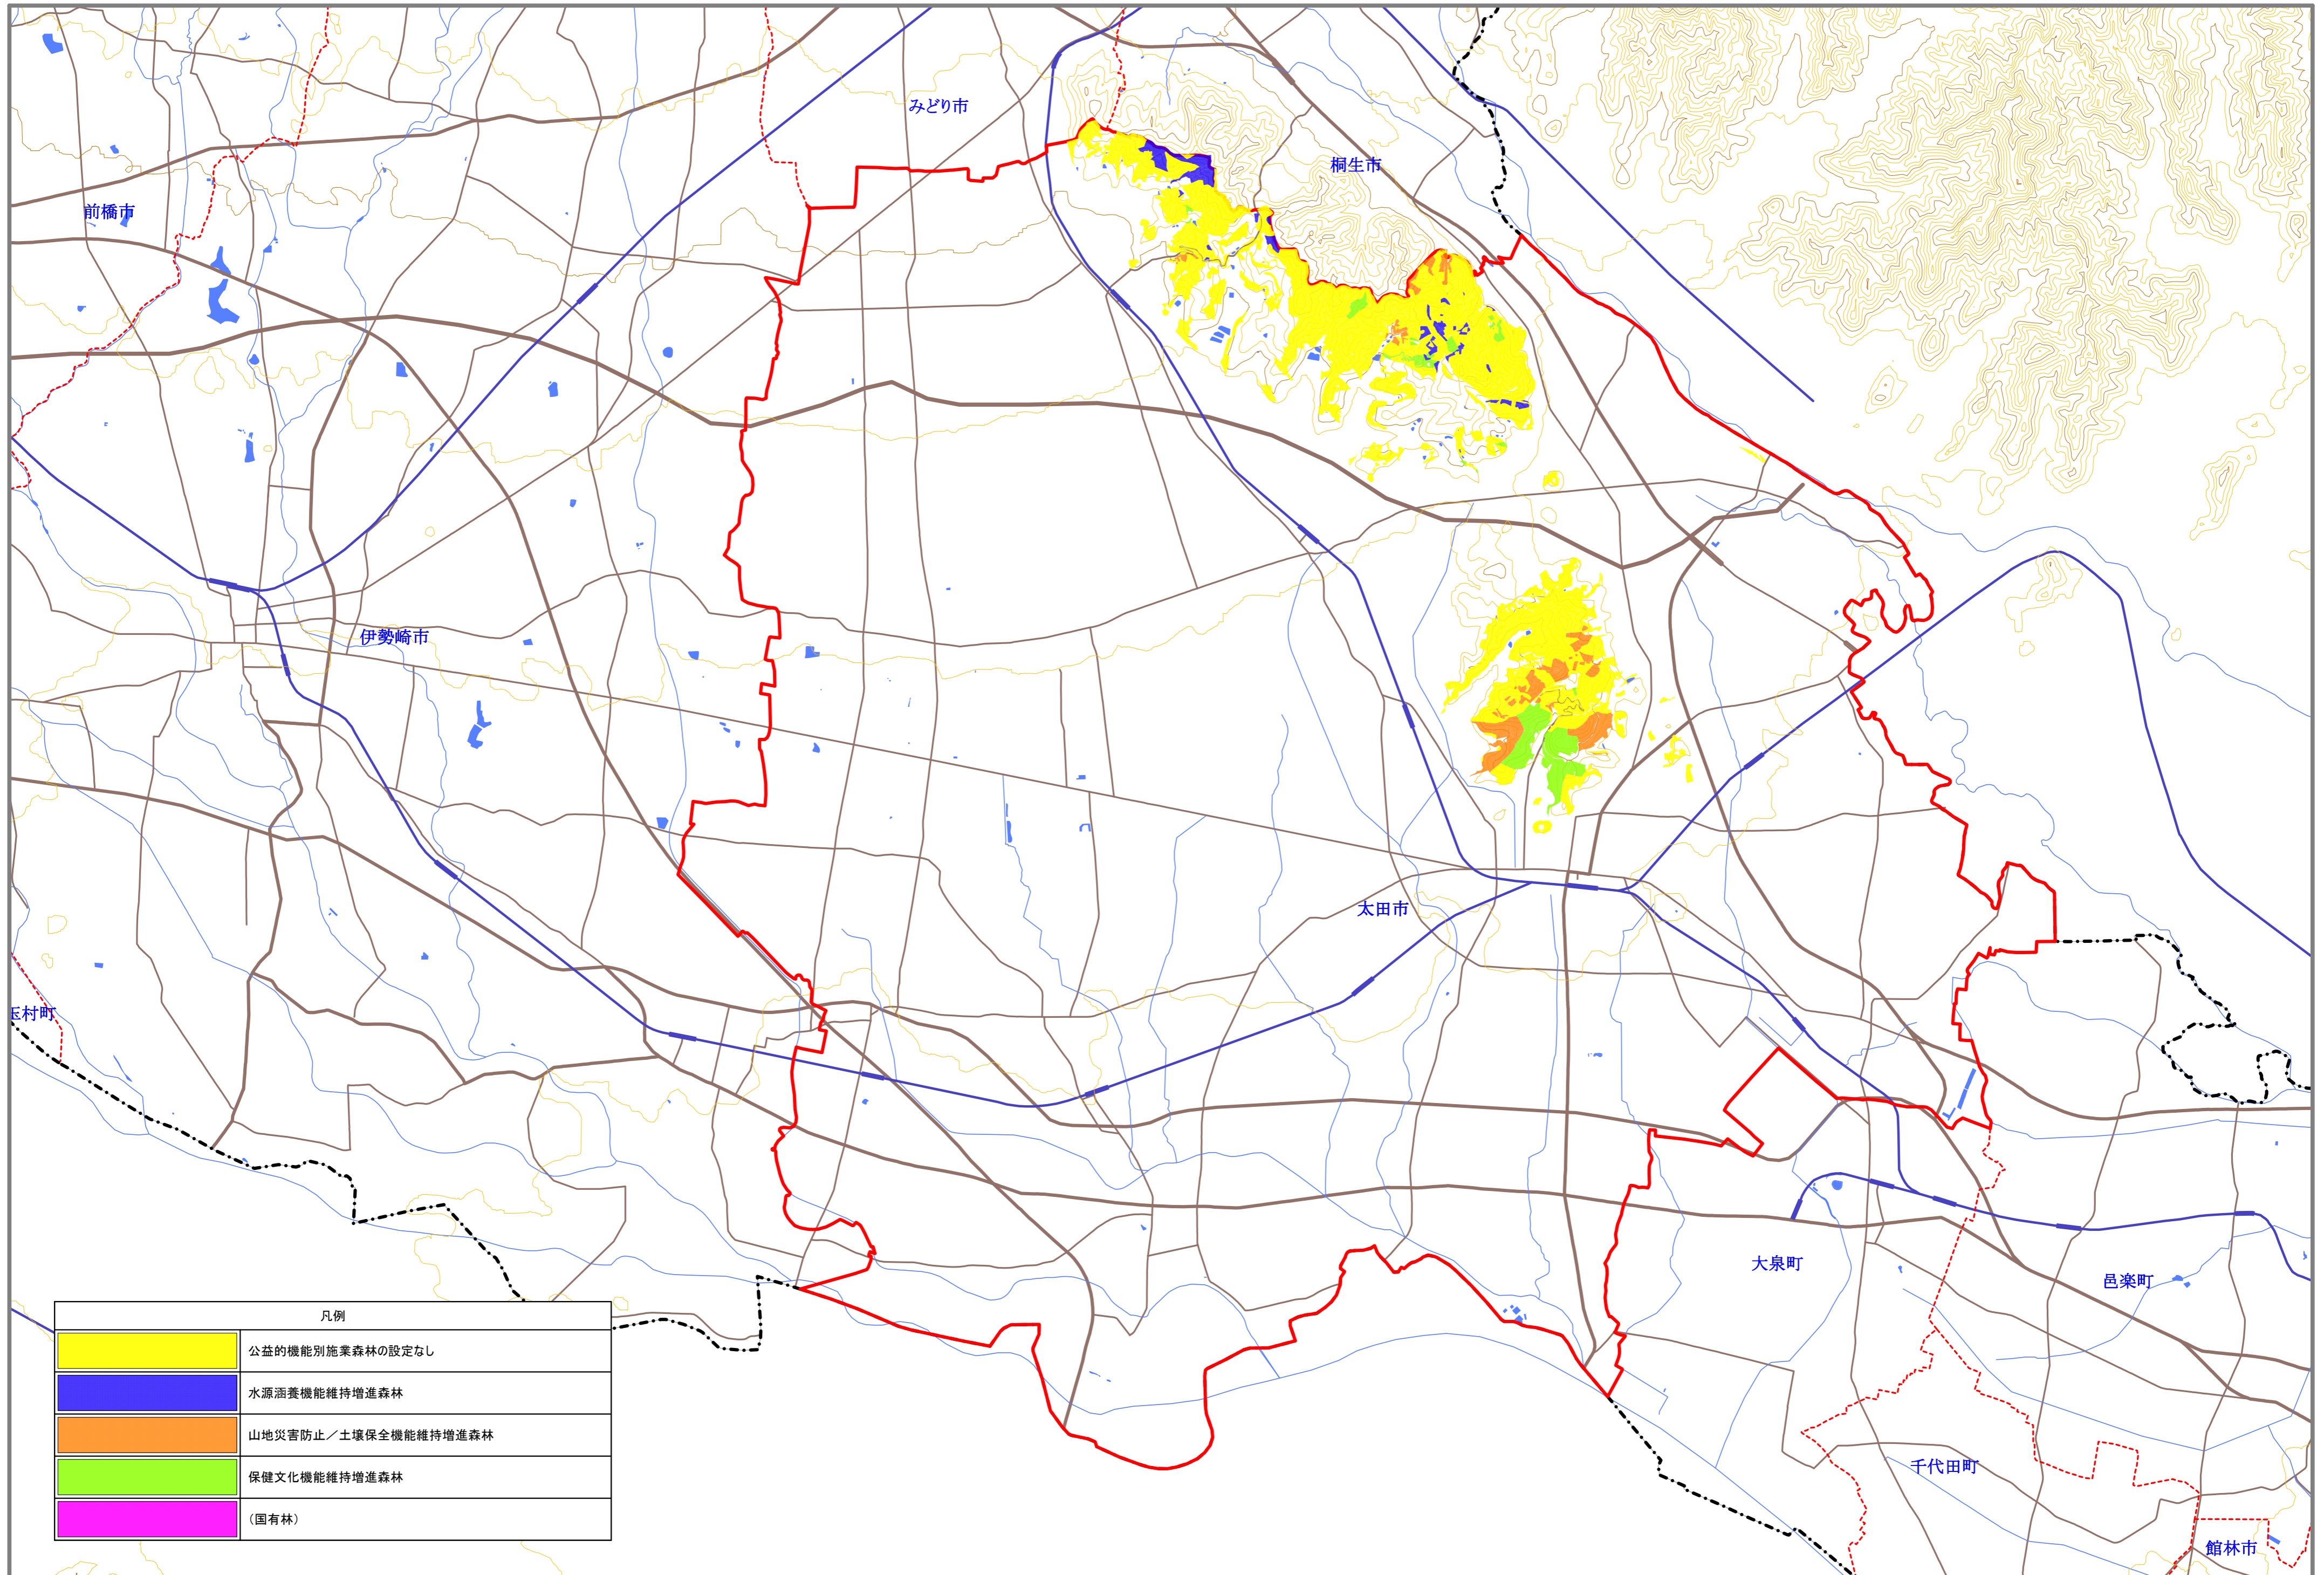 みどり市
桐生市
前橋市
伊勢崎市
太田市
玉村町
大泉町
邑楽町
千代田町
館林市
凡例
公益的機能別施業森林の設定なし
水源涵養機能維持増進森林
山地災害防止／土壌保全機能維持増進森林
保健文化機能維持増進森林
（国有林）